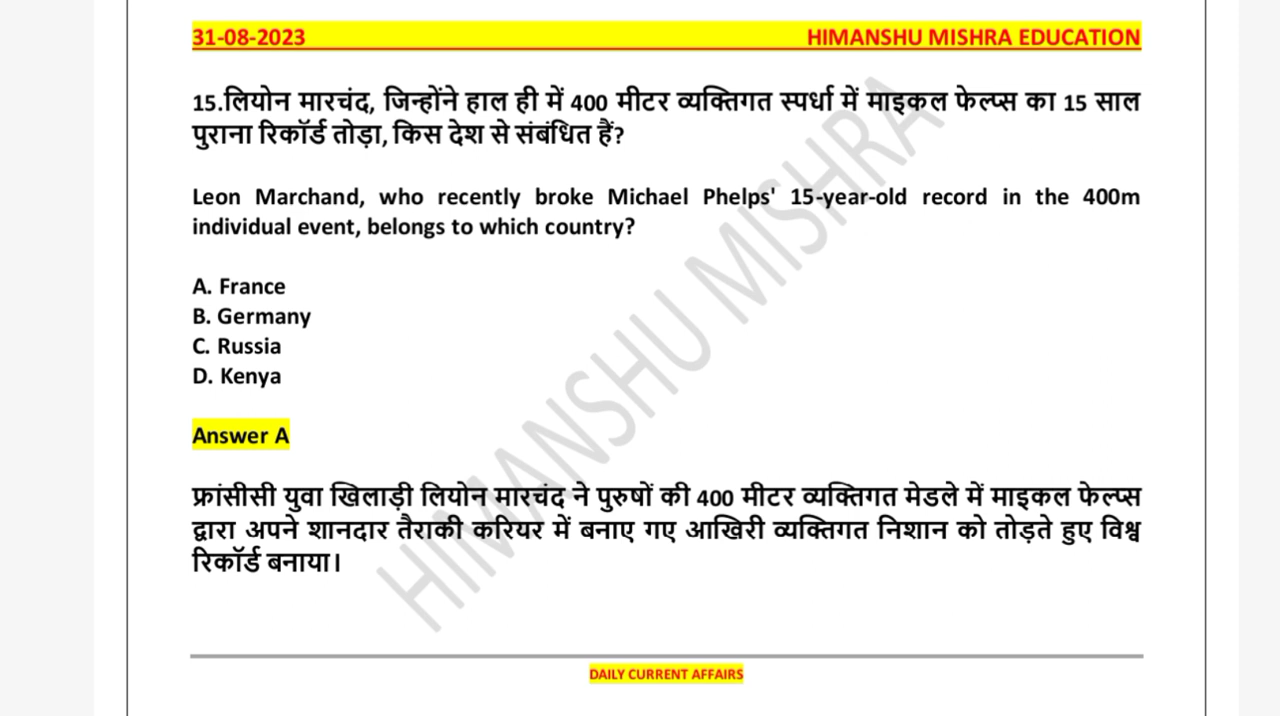 31-08-2023 HIMANSHU MISHRA EDUCATION
15.लियोन मारचंद, जिन्होंने हाल ही में 400 मीटर व्यक्तिगत स्पर्धा में माइकल फेल्प्स का 15 साल
पुराना रिकॉर्ड तोड़ा, किस देश से संबंधित हैं?
Leon Marchand, who recently broke Michael Phelps' 15-year-old record in the 400m
individual event, belongs to which country?
A. France
B. Germany
C. Russia
D. Kenya
Answer A
फ्रांसीसी युवा खिलाड़ी लियोन मारचंद ने पुरुषों की 400 मीटर व्यक्तिगत मेडले में माइकल फेल्प्स
द्वारा अपने शानदार तैराकी करियर में बनाए गए आखिरी व्यक्तिगत निशान को तोड़ते हुए विश्व
रिकॉर्ड बनाया।
HIMANSHU MISHRA
DAILY CURRENT AFFAIRS